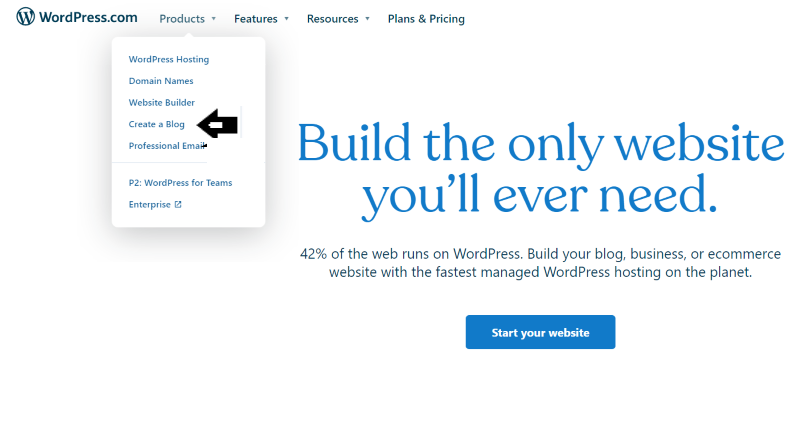 WordPress.com Products Features Resources Plans & Pricing
WordPress Hosting
Domain Names
Website Builder
Create a Blog
Professional Email
P2: WordPress for Teams
Enterprise
Build the only website
you’ll ever need.
42% of the web runs on WordPress. Build your blog, business, or ecommerce
website with the fastest managed WordPress hosting on the planet.
Start your website